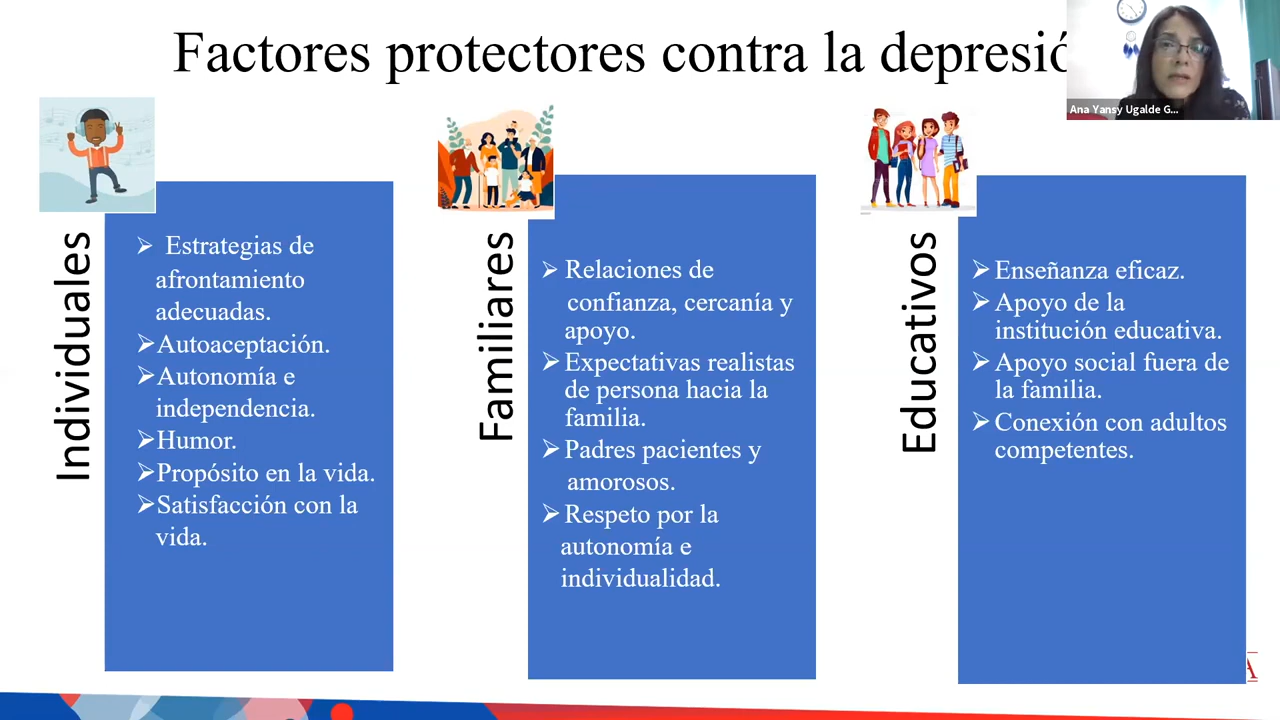 Factores protectores contra la depresió
Ana Yansy Ugalde G...
Individuales
➢ Estrategias de
afrontamiento
adecuadas.
➢Autoaceptación.
➢Autonomía e
independencia.
➢Humor.
➢Propósito en la vida.
➢Satisfacción con la
vida.
Familiares
➢Relaciones de
confianza, cercanía y
apoyo.
➢Expectativas realistas
de persona hacia la
familia.
➢Padres pacientes y
amorosos.
➢Respeto por la
autonomía e
individualidad.
Educativos
➢Enseñanza eficaz.
➢Apoyo de la
institución educativa.
➢Apoyo social fuera de
la familia.
➢Conexión con adultos
competentes.
A